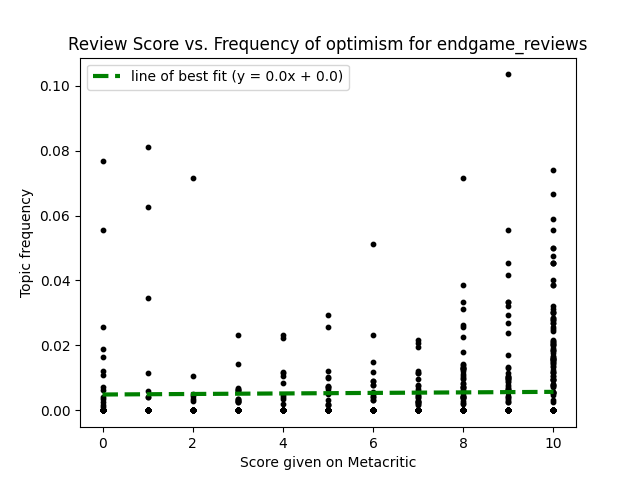 Review Score vs. Frequency of optimism for endgame_reviews
line of best fit (y = 0.0x + 0.0)
0.10
0.08
0.06
0.04
0.02
0.00
Topic frequency
0 2 4 6 8 10
Score given on Metacritic